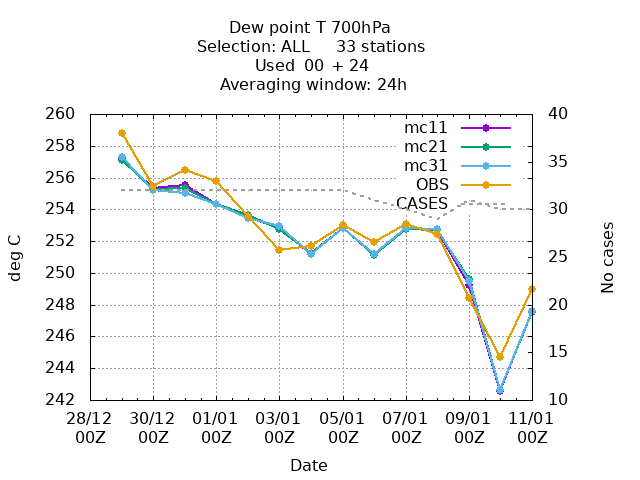 Dew point T 700hPa
Selection: ALL 33 stations
Used 00 + 24
Averaging window: 24h
260
258
256
254
252
250
248
246
244
242
40
35
30
25
20
15
10
mc11
mc21
mc31
OBS
CASES
deg C
No cases
28/12 30/12 01/01 03/01 05/01 07/01 09/01 11/01
00Z 00Z 00Z 00Z 00Z 00Z 00Z 00Z
Date